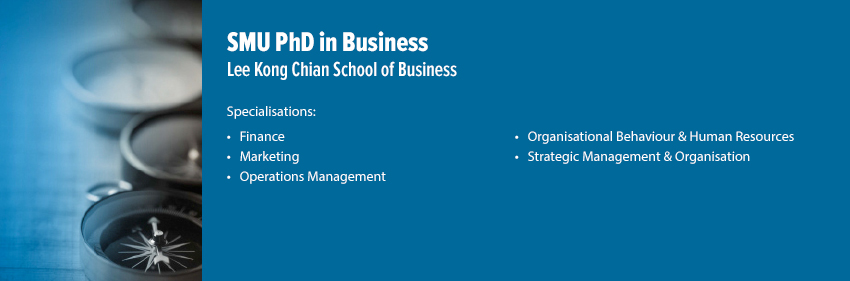 SMU PhD in Business
Lee Kong Chian School of Business
Specialisations:
• Finance
• Marketing
• Operations Management
• Organisational Behaviour & Human Resources
• Strategic Management & Organisation